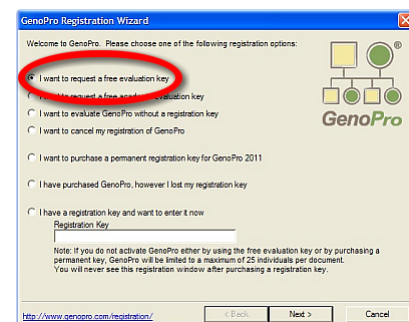 GenoPro Registration Wizard
Welcome to GenoPro. Please choose one of the following registration options:
I want to request a free evaluation key
I want to request a free academic evaluation key
I want to evaluate GenoPro without a registration key
I want to cancel my registration of GenoPro
GenoPro
I want to purchase a permanent registration key for GenoPro 2011
I have purchased GenoPro, however I lost my registration key
I have a registration key and want to enter it now
Registration Key
Note: If you do not activate GenoPro either by using the free evaluation key or by purchasing a
permanent key, GenoPro will be limited to a maximum of 25 individuals per document.
You will never see this registration window after purchasing a registration key.
http://www.genopro.com/registration/ < Back Next > Cancel